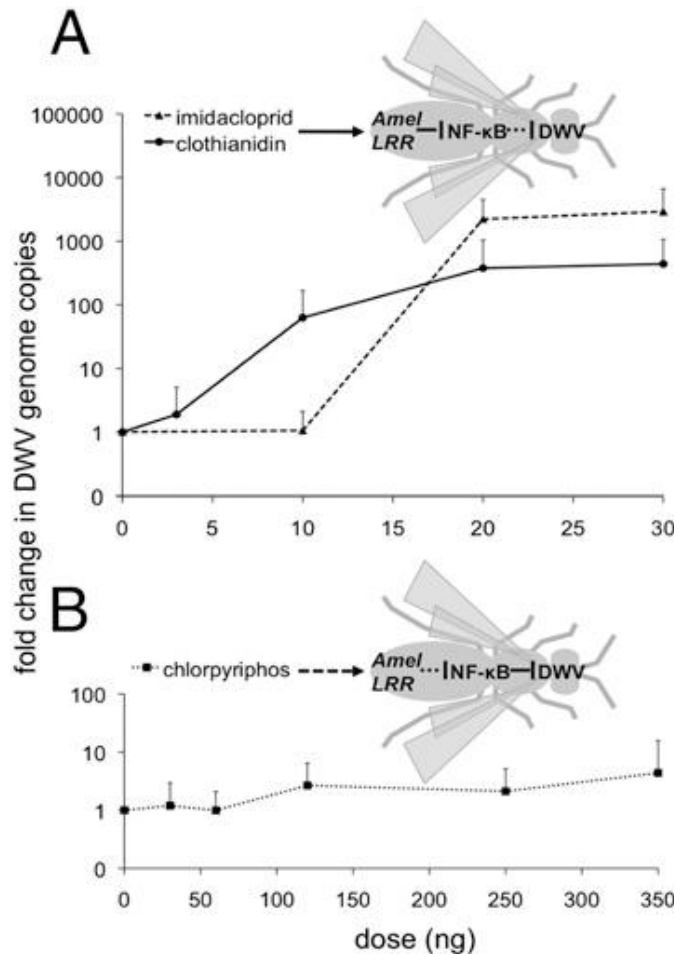 A
imidacloprid
clothianidin
Amel
LRR
NF-κB
DWV
100000
10000
1000
100
10
1
0
0 5 10 15 20 25 30
fold change in DWV genome copies
B
chlorpyriphos
Amel
LRR
NF-κB
DWV
100
10
1
0
0 50 100 150 200 250 300 350
dose (ng)